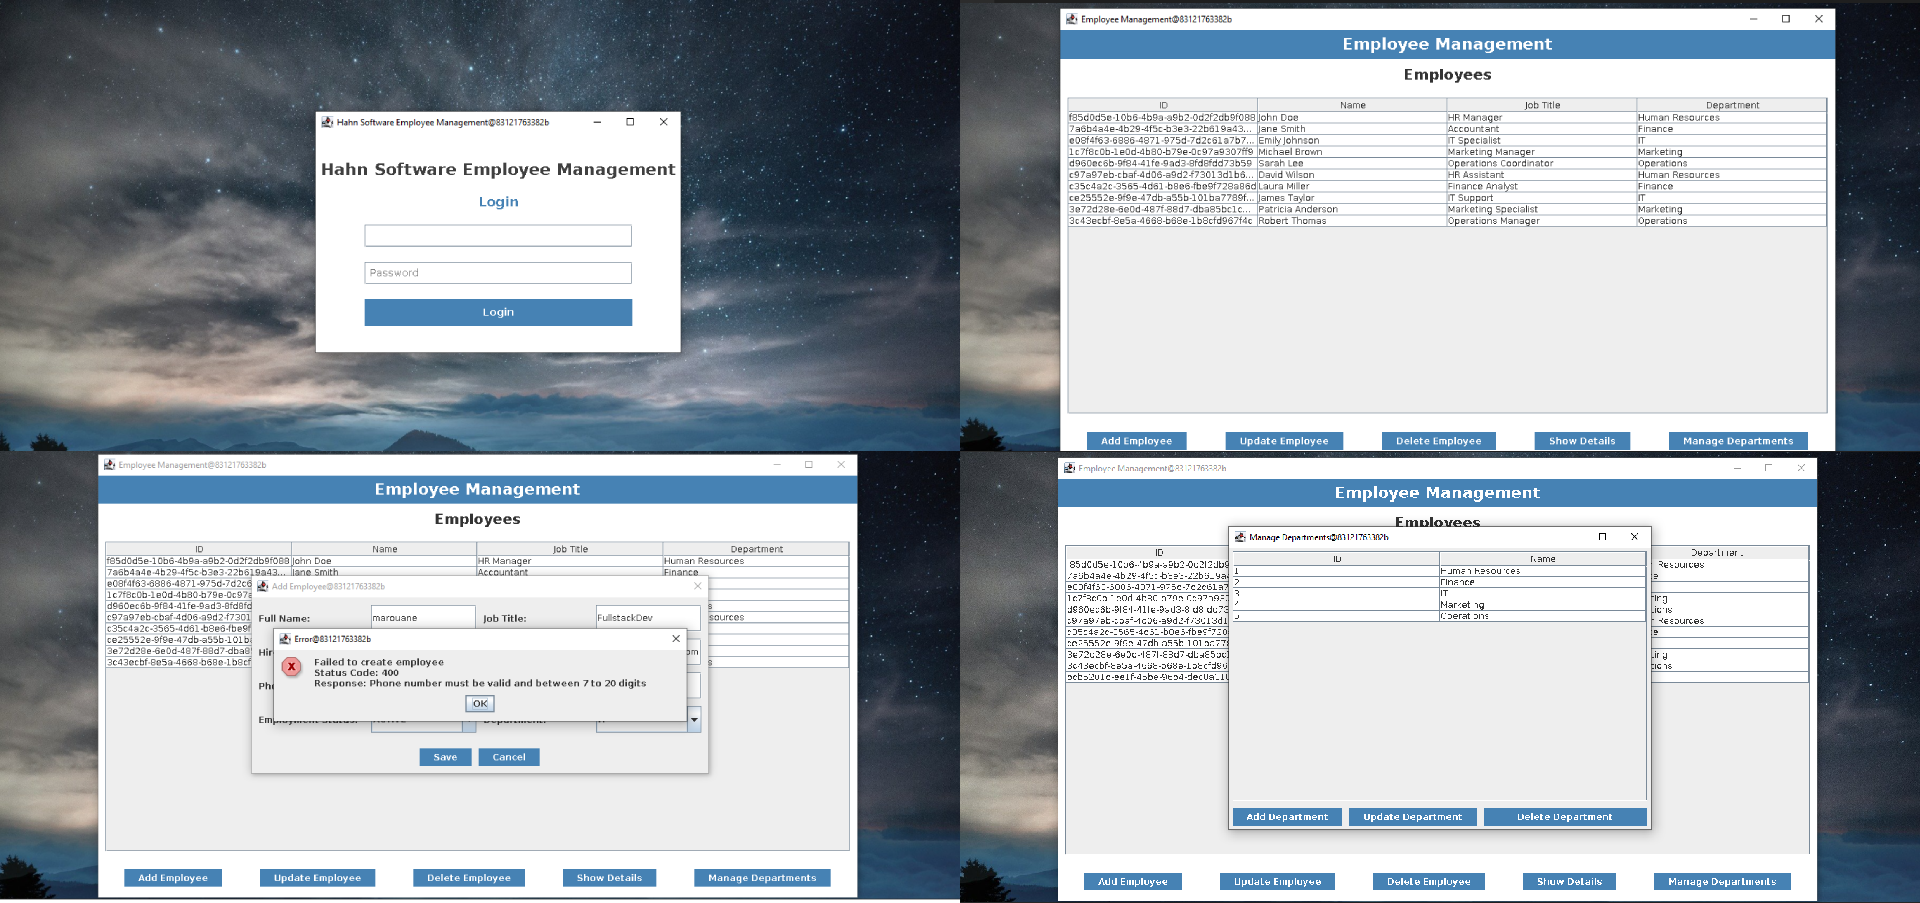 Hahn Software Employee Management@83121763382b
Hahn Software Employee Management
Login
Password
Login
Employee Management@83121763382b
Employee Management
Employees
ID Name Job Title Department
f85d0d5e-10b6-4b9a-a9b2-0d2f2db9f088 John Doe HR Manager Human Resources
7a6b4a4e-4b29-4f5c-b3e3-22b619a43... Jane Smith Accountant Finance
e08f4f63-6886-4871-975d-7d2c61a7b7... Emily Johnson IT Specialist IT
1c7f8c0b-1e0d-4b80-b79e-0c97a9307ff9 Michael Brown Marketing Manager Marketing
d960ec6b-9f84-41fe-9ad3-8fd8fdd73b59 Sarah Lee Operations Coordinator Operations
c97a97eb-cbaf-4d06-a9d2-f73013d1b6... David Wilson HR Assistant Human Resources
c35c4a2c-3565-4d61-b8e6-fbe9f728a86d Laura Miller Finance Analyst Finance
ce25552e-9f9e-47db-a55b-101ba7789f... James Taylor IT Support IT
3e72d28e-6e0d-487f-88d7-dba85bc1c... Patricia Anderson Marketing Specialist Marketing
3c43ecbf-8e5a-4668-b68e-1b8cfd967f4c Robert Thomas Operations Manager Operations
Add Employee Update Employee Delete Employee Show Details Manage Departments
Employee Management@83121763382b
Employee Management
Employees
ID Name Job Title Department
f85d0d5e-10b6-4b9a-a9b2-0d2f2db9f088 John Doe HR Manager Human Resources
7a6b4a4e-4b29-4f5c-b3e3-22b619a43... Jane Smith Accountant Finance
e08f4f63-6886-4871-975d-7d2c6
1c7f8c0b-1e0d-4b80-b79e-0c97
d960ec6b-9f84-41fe-9ad3-8fd8fd
c97a97eb-cbaf-4d06-a9d2-f7301 sources
c35c4a2c-3565-4d61-b8e6-fbe9f
ce25552e-9f9e-47db-a55b-101b
3e72d28e-6e0d-487f-88d7-dba8
3c43ecbf-8e5a-4668-b68e-1b8cf
Add Employee@83121763382b
Full Name: marouane Job Title: FullstackDev
Error@83121763382b
Failed to create employee
Status Code: 400
Response: Phone number must be valid and between 7 to 20 digits
OK
Employment Status: Department:
Save Cancel
Add Employee Update Employee Delete Employee Show Details Manage Departments
Employee Management@83121763382b
Employee Management
Employees
ID Department
Manage Departments@83121763382b
ID Name
1 Human Resources
2 Finance
3 IT
4 Marketing
5 Operations
Add Department Update Department Delete Department
Add Employee Update Employee Delete Employee Show Details Manage Departments